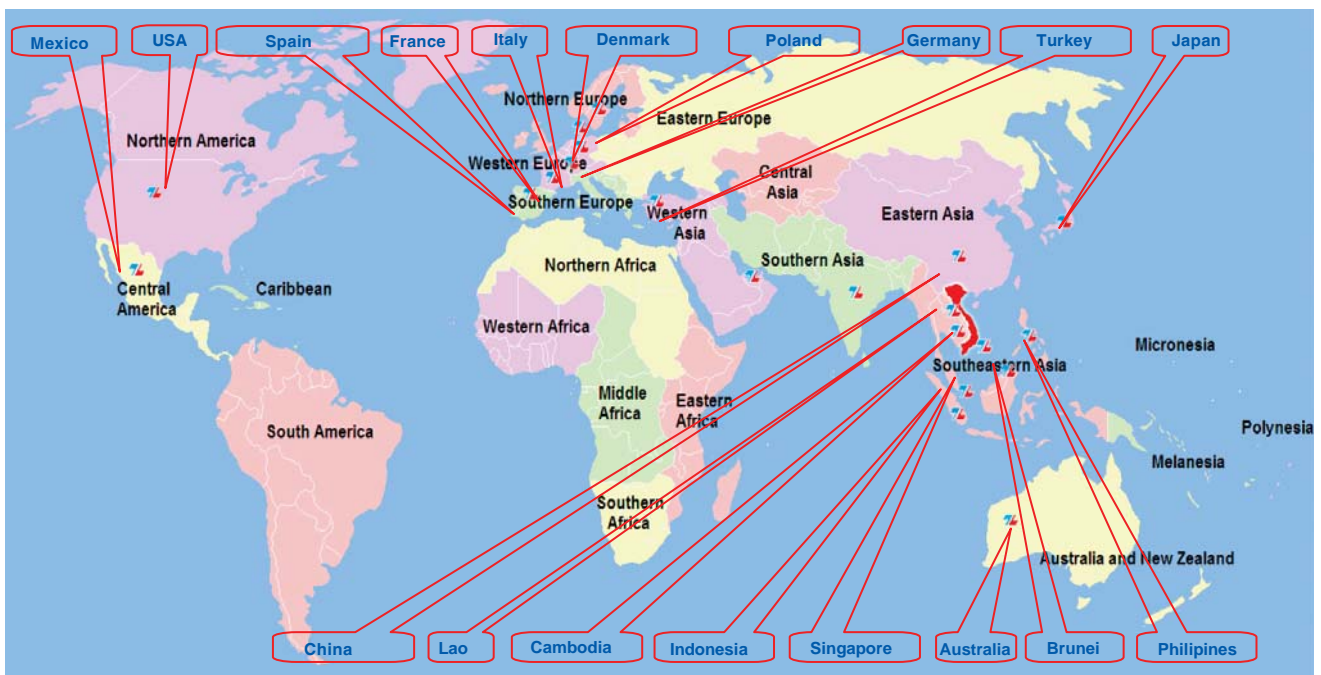 Mexico
USA
Spain
France
Italy
Denmark
Poland
Germany
Turkey
Japan
Northern Europe
Eastern Europe
Northern America
Western Europe
Central
Asia
Southern Europe
Western
Asia
Eastern Asia
Southern Asia
Northern Africa
Central
America
Caribbean
Western Africa
Micronesia
Southeastern Asia
Middle
Africa
Eastern
Africa
South America
Polynesia
Melanesia
Southern
Africa
Australia and New Zealand
China
Lao
Cambodia
Indonesia
Singapore
Australia
Brunei
Philipines